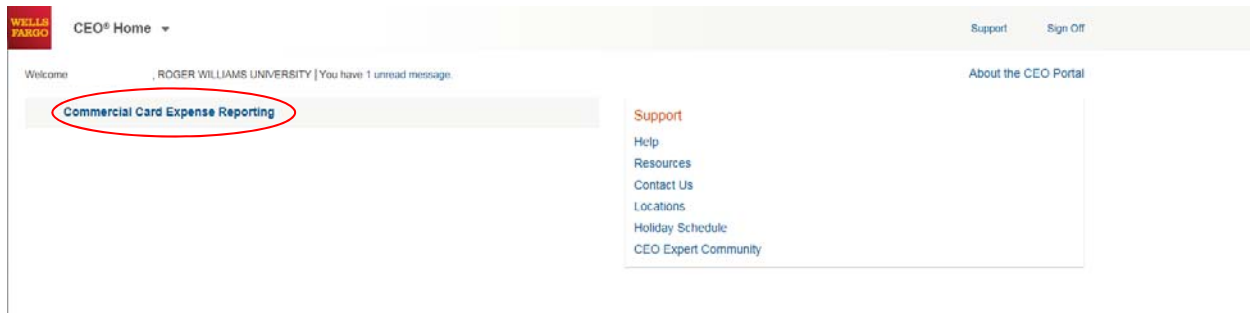 WELLS FARGO
CEO® Home
Support
Sign Off
Welcome , ROGER WILLIAMS UNIVERSITY | You have 1 unread message.
About the CEO Portal
Commercial Card Expense Reporting
Support
Help
Resources
Contact Us
Locations
Holiday Schedule
CEO Expert Community